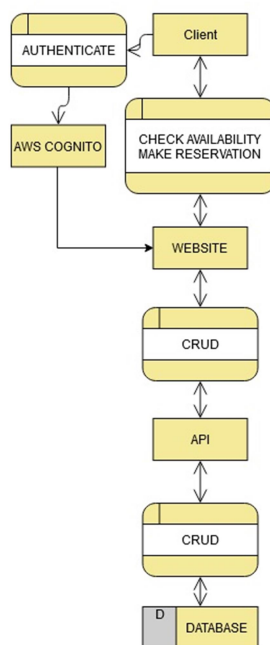 Client
AUTHENTICATE
AWS COGNITO
CHECK AVAILABILITY
MAKE RESERVATION
WEBSITE
CRUD
API
CRUD
D
DATABASE